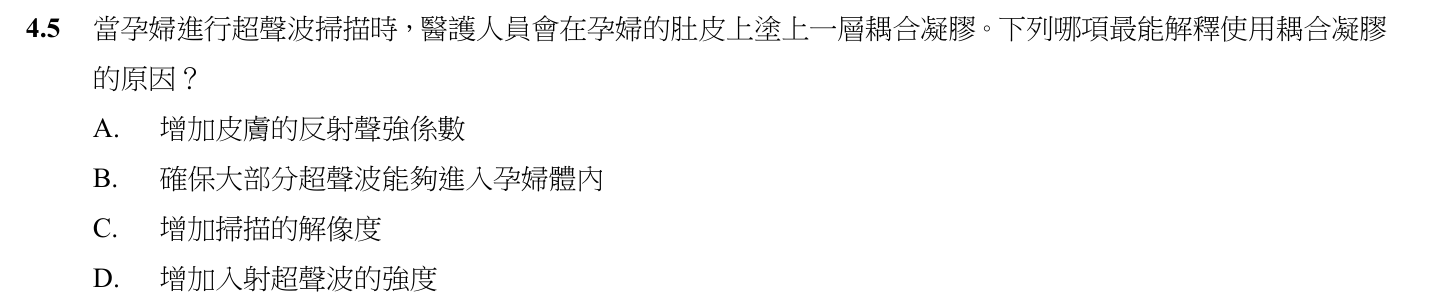 4.5 當孕婦進行超聲波掃描時，醫護人員會在孕婦的肚皮上塗上一層耦合凝膠。下列哪項最能解釋使用耦合凝膠
的原因？
A. 增加皮膚的反射聲強係數
B. 確保大部分超聲波能夠進入孕婦體內
C. 增加掃描的解像度
D. 增加入射超聲波的強度